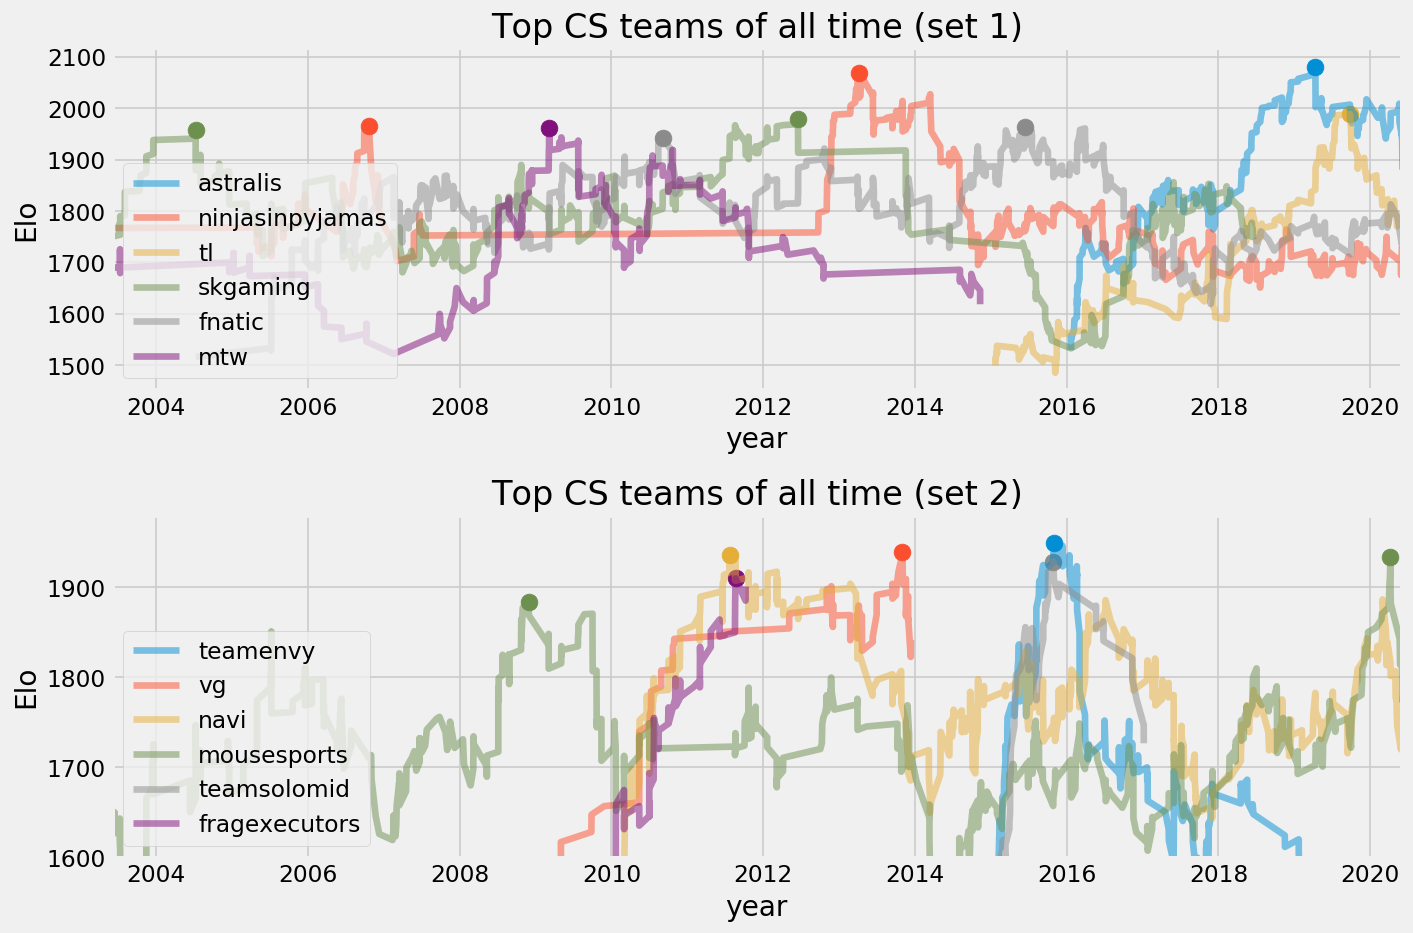 Top CS teams of all time (set 1)
2100
2000
1900
1800
1700
1600
1500
Elo
astralis
ninjasinpyjamas
tl
skgaming
fnatic
mtw
2004 2006 2008 2010 2012 2014 2016 2018 2020
year
Top CS teams of all time (set 2)
1900
1800
1700
1600
Elo
teamenvy
vg
navi
mousesports
teamsolomid
fragexecutors
2004 2006 2008 2010 2012 2014 2016 2018 2020
year